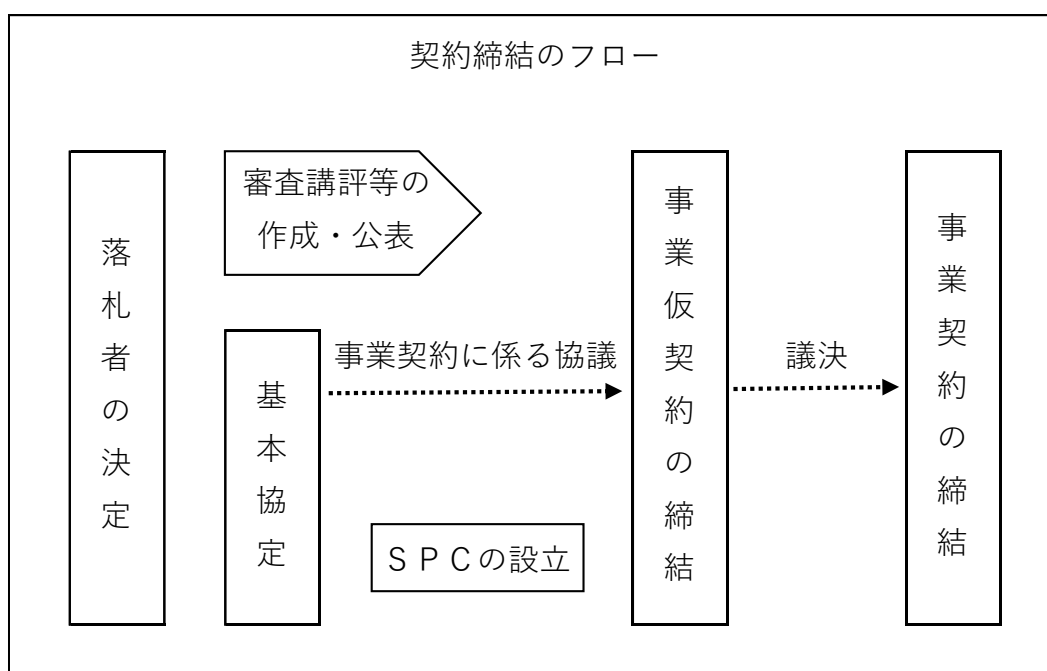 契約締結のフロー
落札者の決定
審査講評等の
作成・公表
基本協定
事業契約に係る協議
ＳＰＣの設立
事業仮契約の締結
議決
事業契約の締結